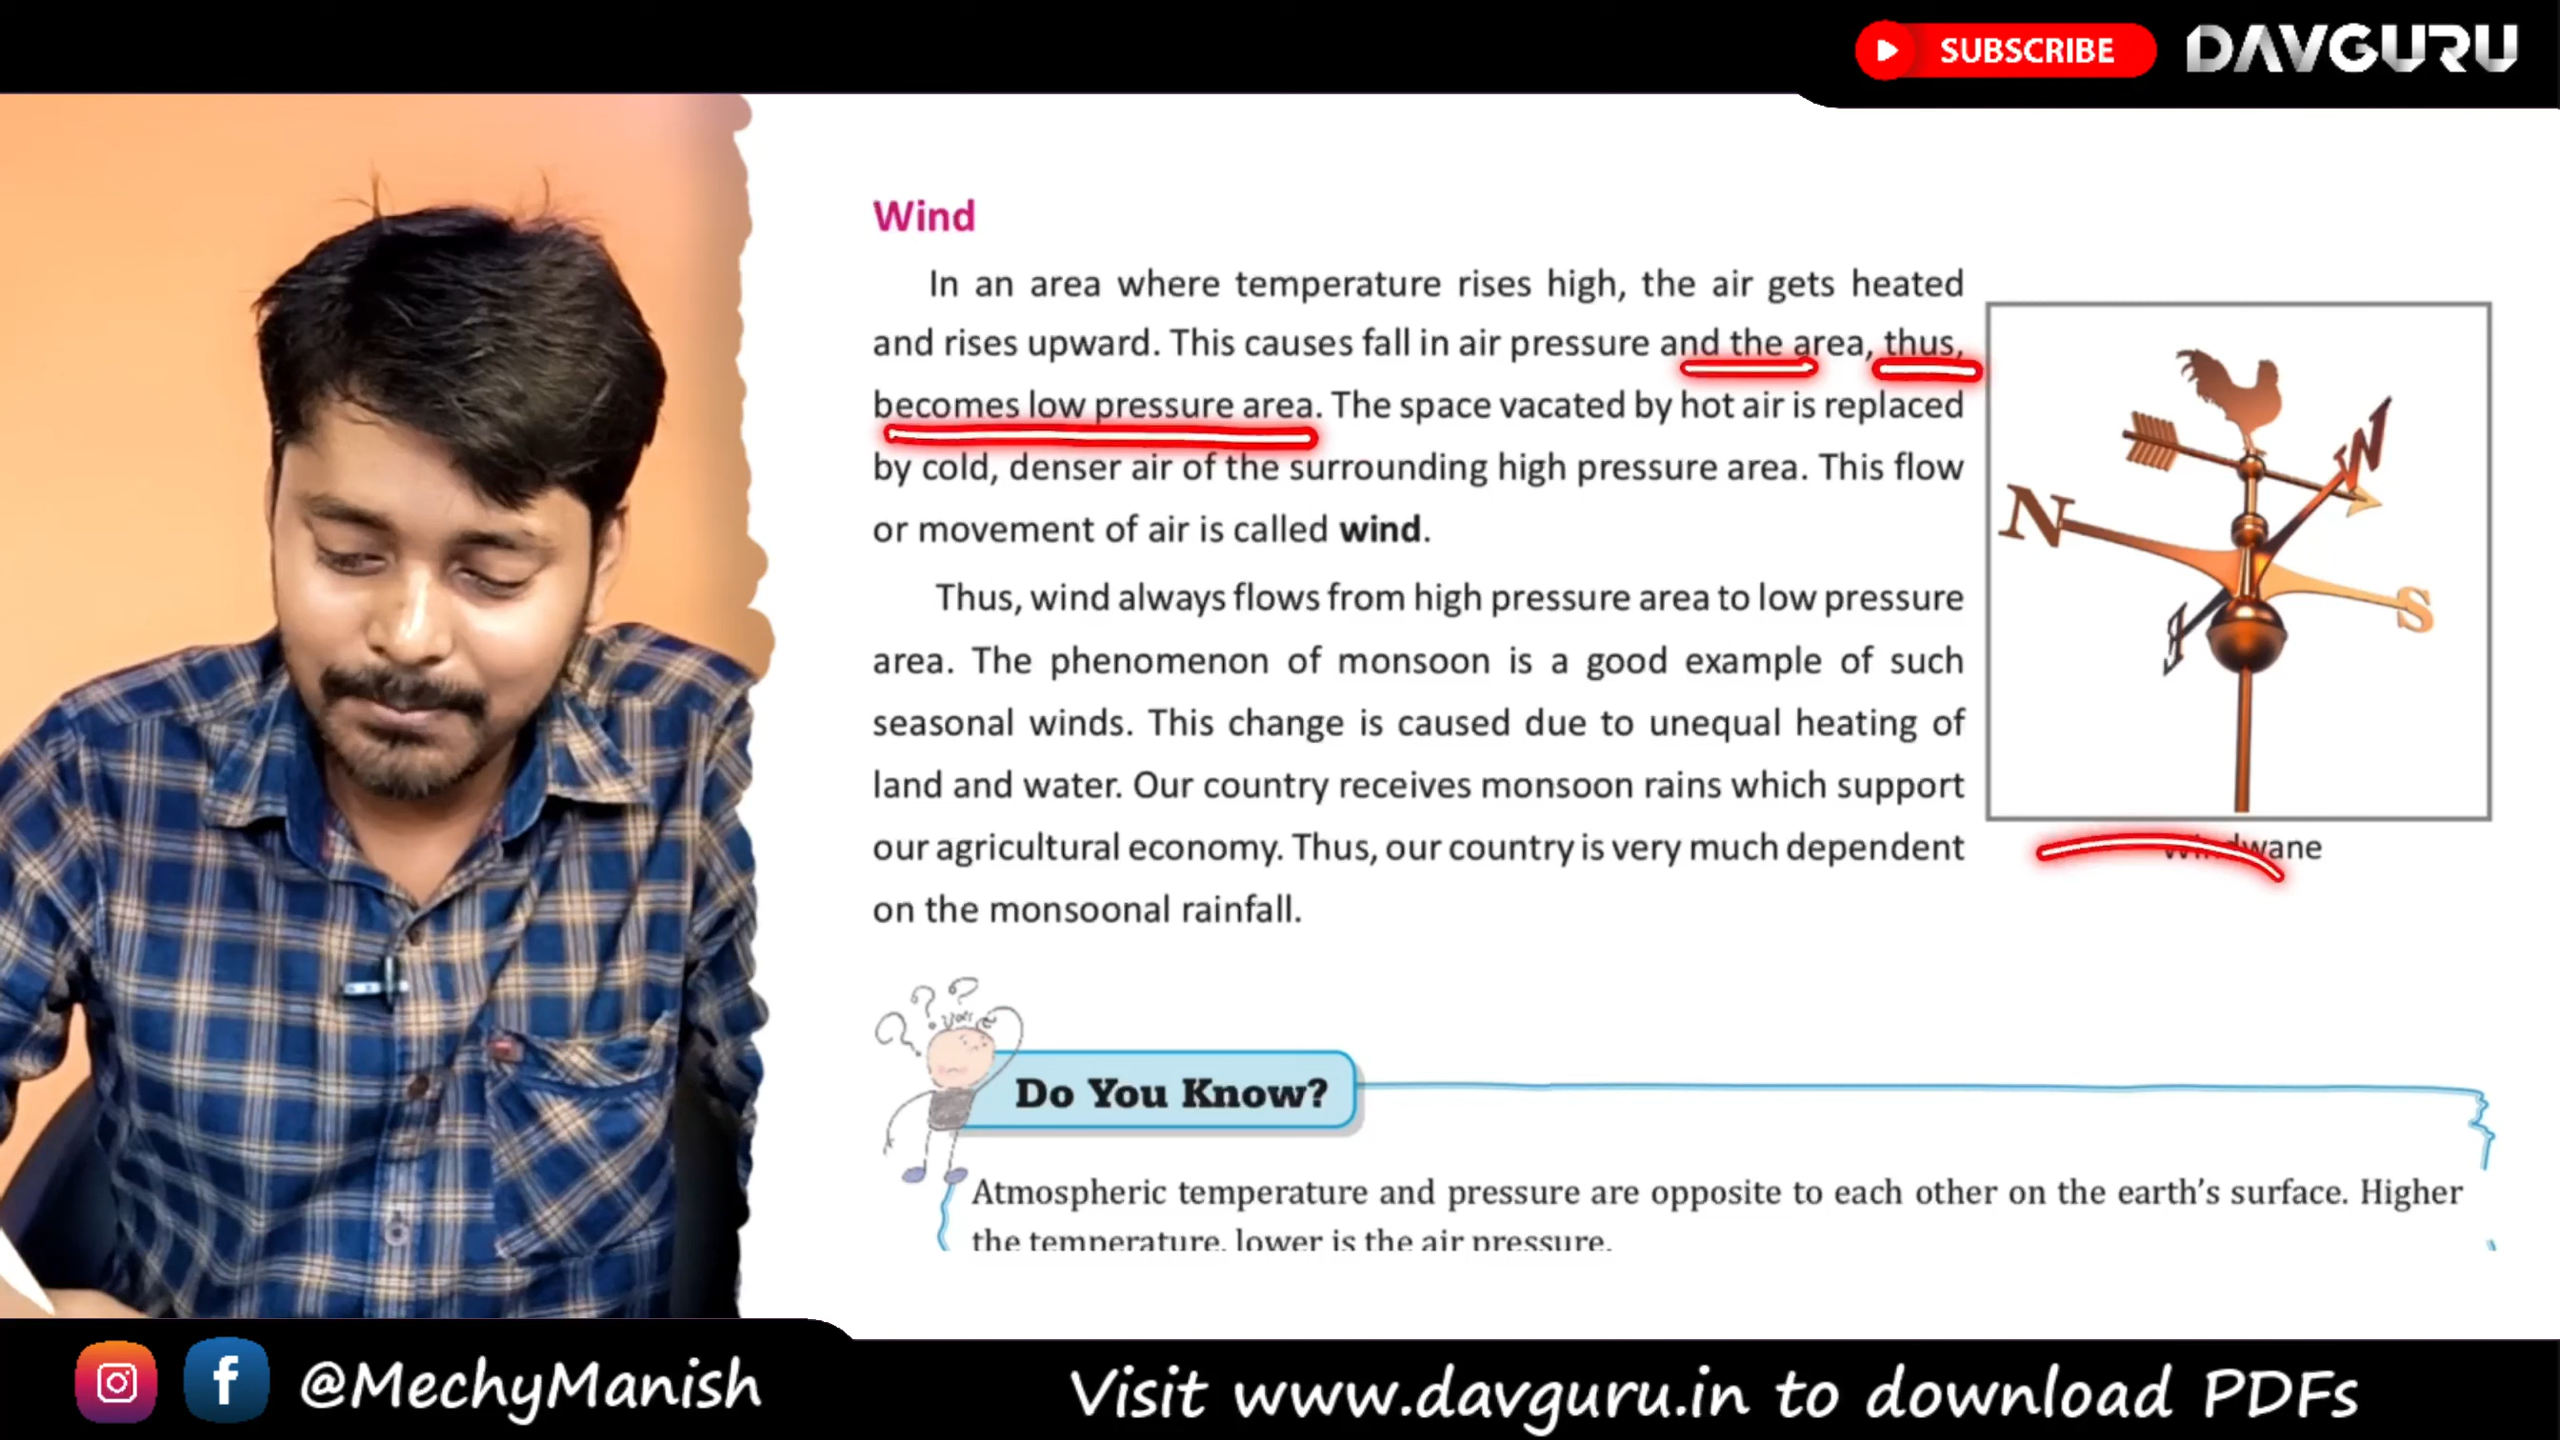 SUBSCRIBE DAVGURU
Wind
In an area where temperature rises high, the air gets heated
and rises upward. This causes fall in air pressure and the area, thus,
becomes low pressure area. The space vacated by hot air is replaced
by cold, denser air of the surrounding high pressure area. This flow
or movement of air is called wind.
Thus, wind always flows from high pressure area to low pressure
area. The phenomenon of monsoon is a good example of such
seasonal winds. This change is caused due to unequal heating of
land and water. Our country receives monsoon rains which support
our agricultural economy. Thus, our country is very much dependent
on the monsoonal rainfall.
N
W
S
E
Windwane
Do You Know?
Atmospheric temperature and pressure are opposite to each other on the earth's surface. Higher
the temperature, lower is the air pressure.
@MechyManish
Visit www.davguru.in to download PDFs